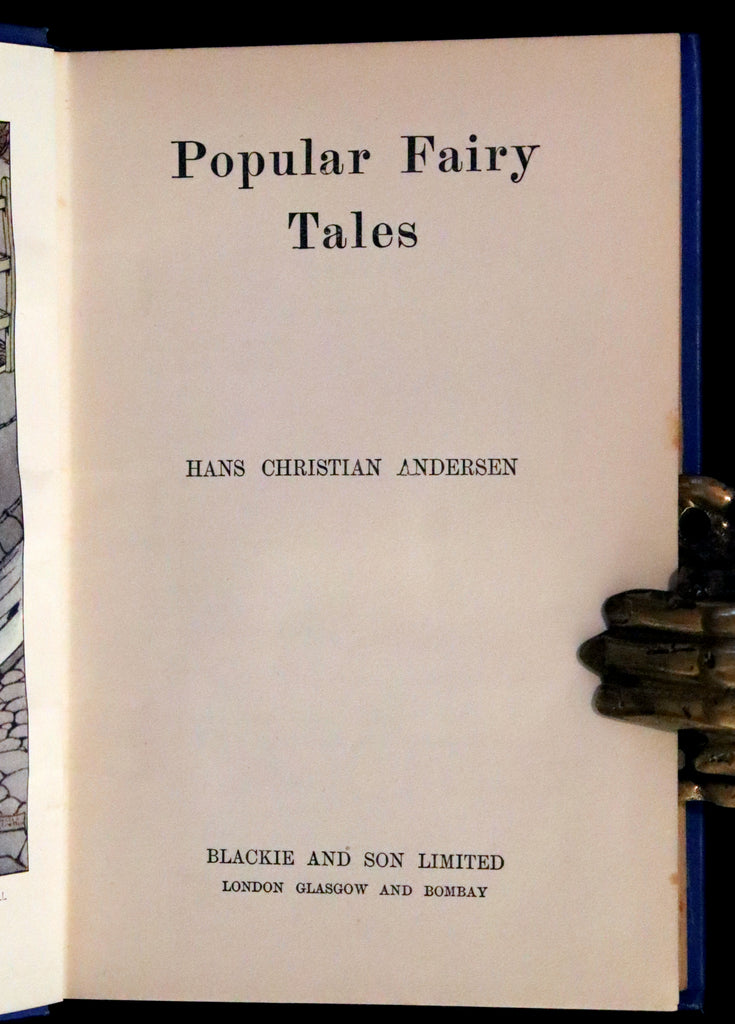 Popular Fairy
Tales
HANS CHRISTIAN ANDERSEN
BLACKIE AND SON LIMITED
LONDON GLASGOW AND BOMBAY